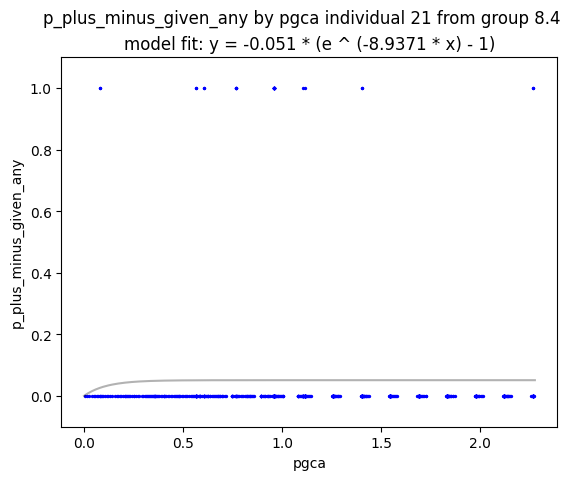 p_plus_minus_given_any by pgca individual 21 from group 8.4
model fit: y = -0.051 * (e ^ (-8.9371 * x) - 1)
1.0
0.8
0.6
0.4
0.2
0.0
p_plus_minus_given_any
0.0 0.5 1.0 1.5 2.0
pgca